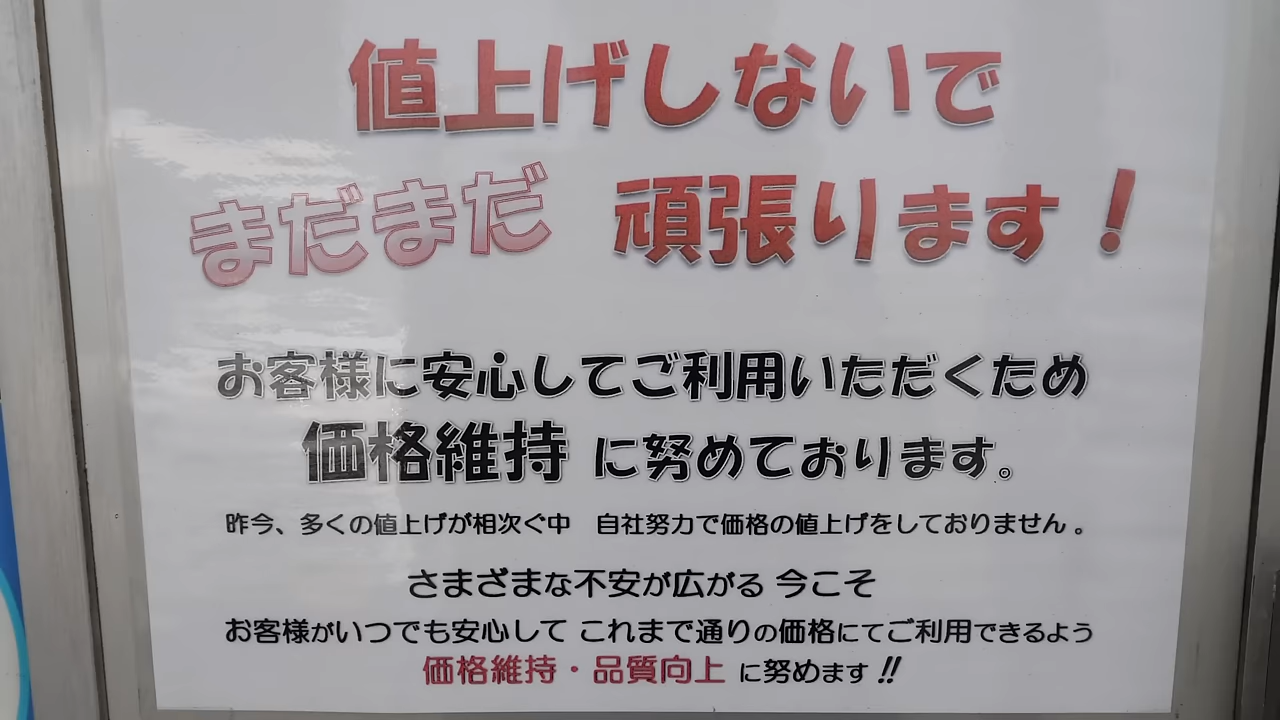 値上げしないで
まだまだ 頑張ります！
お客様に安心してご利用いただくため
価格維持 に努めております。
昨今、多くの値上げが相次ぐ中　自社努力で価格の値上げをしておりません。
さまざまな不安が広がる 今こそ
お客様がいつでも安心して これまで通りの価格にてご利用できるよう
価格維持・品質向上 に努めます!!